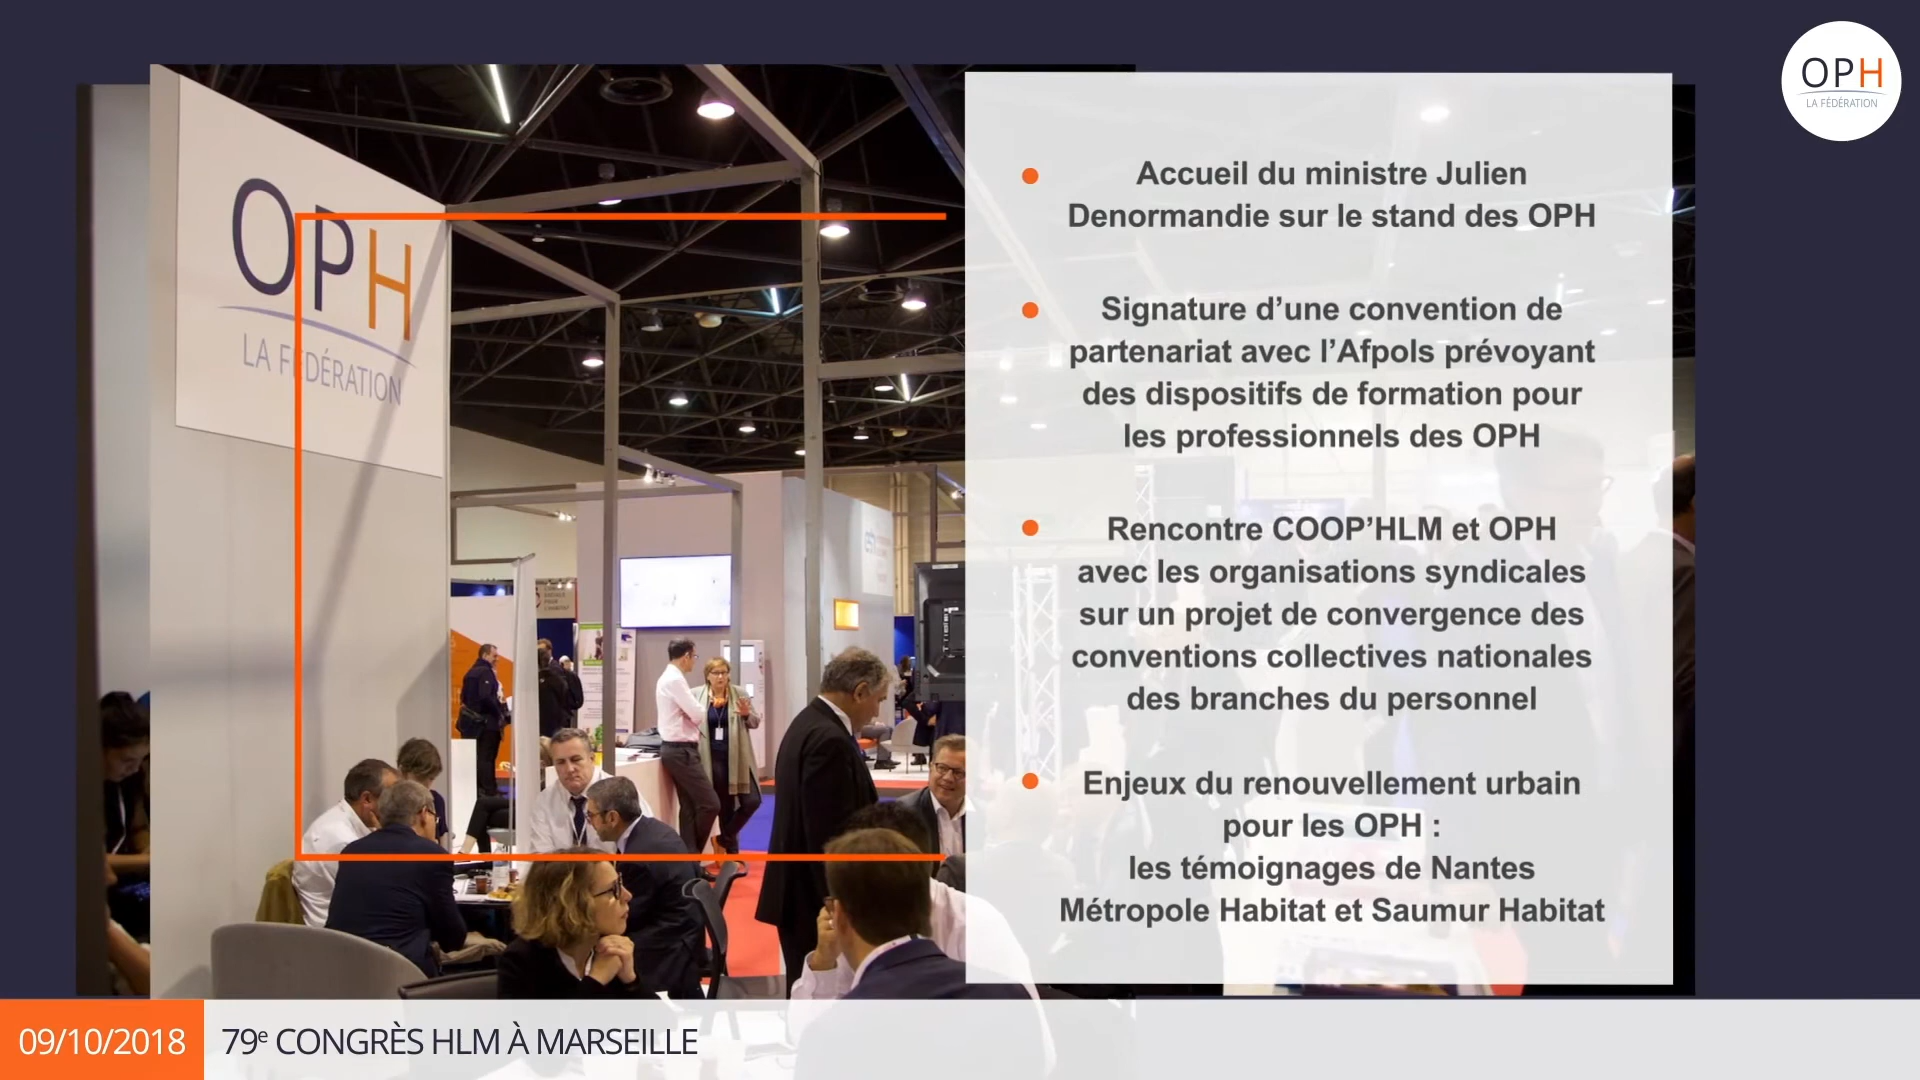 OPH
LA FÉDÉRATION
OPH
LA FÉDÉRATION
Accueil du ministre Julien
Denormandie sur le stand des OPH
Signature d’une convention de
partenariat avec l’Afpols prévoyant
des dispositifs de formation pour
les professionnels des OPH
Rencontre COOP’HLM et OPH
avec les organisations syndicales
sur un projet de convergence des
conventions collectives nationales
des branches du personnel
Enjeux du renouvellement urbain
pour les OPH :
les témoignages de Nantes
Métropole Habitat et Saumur Habitat
09/10/2018
79e CONGRÈS HLM À MARSEILLE